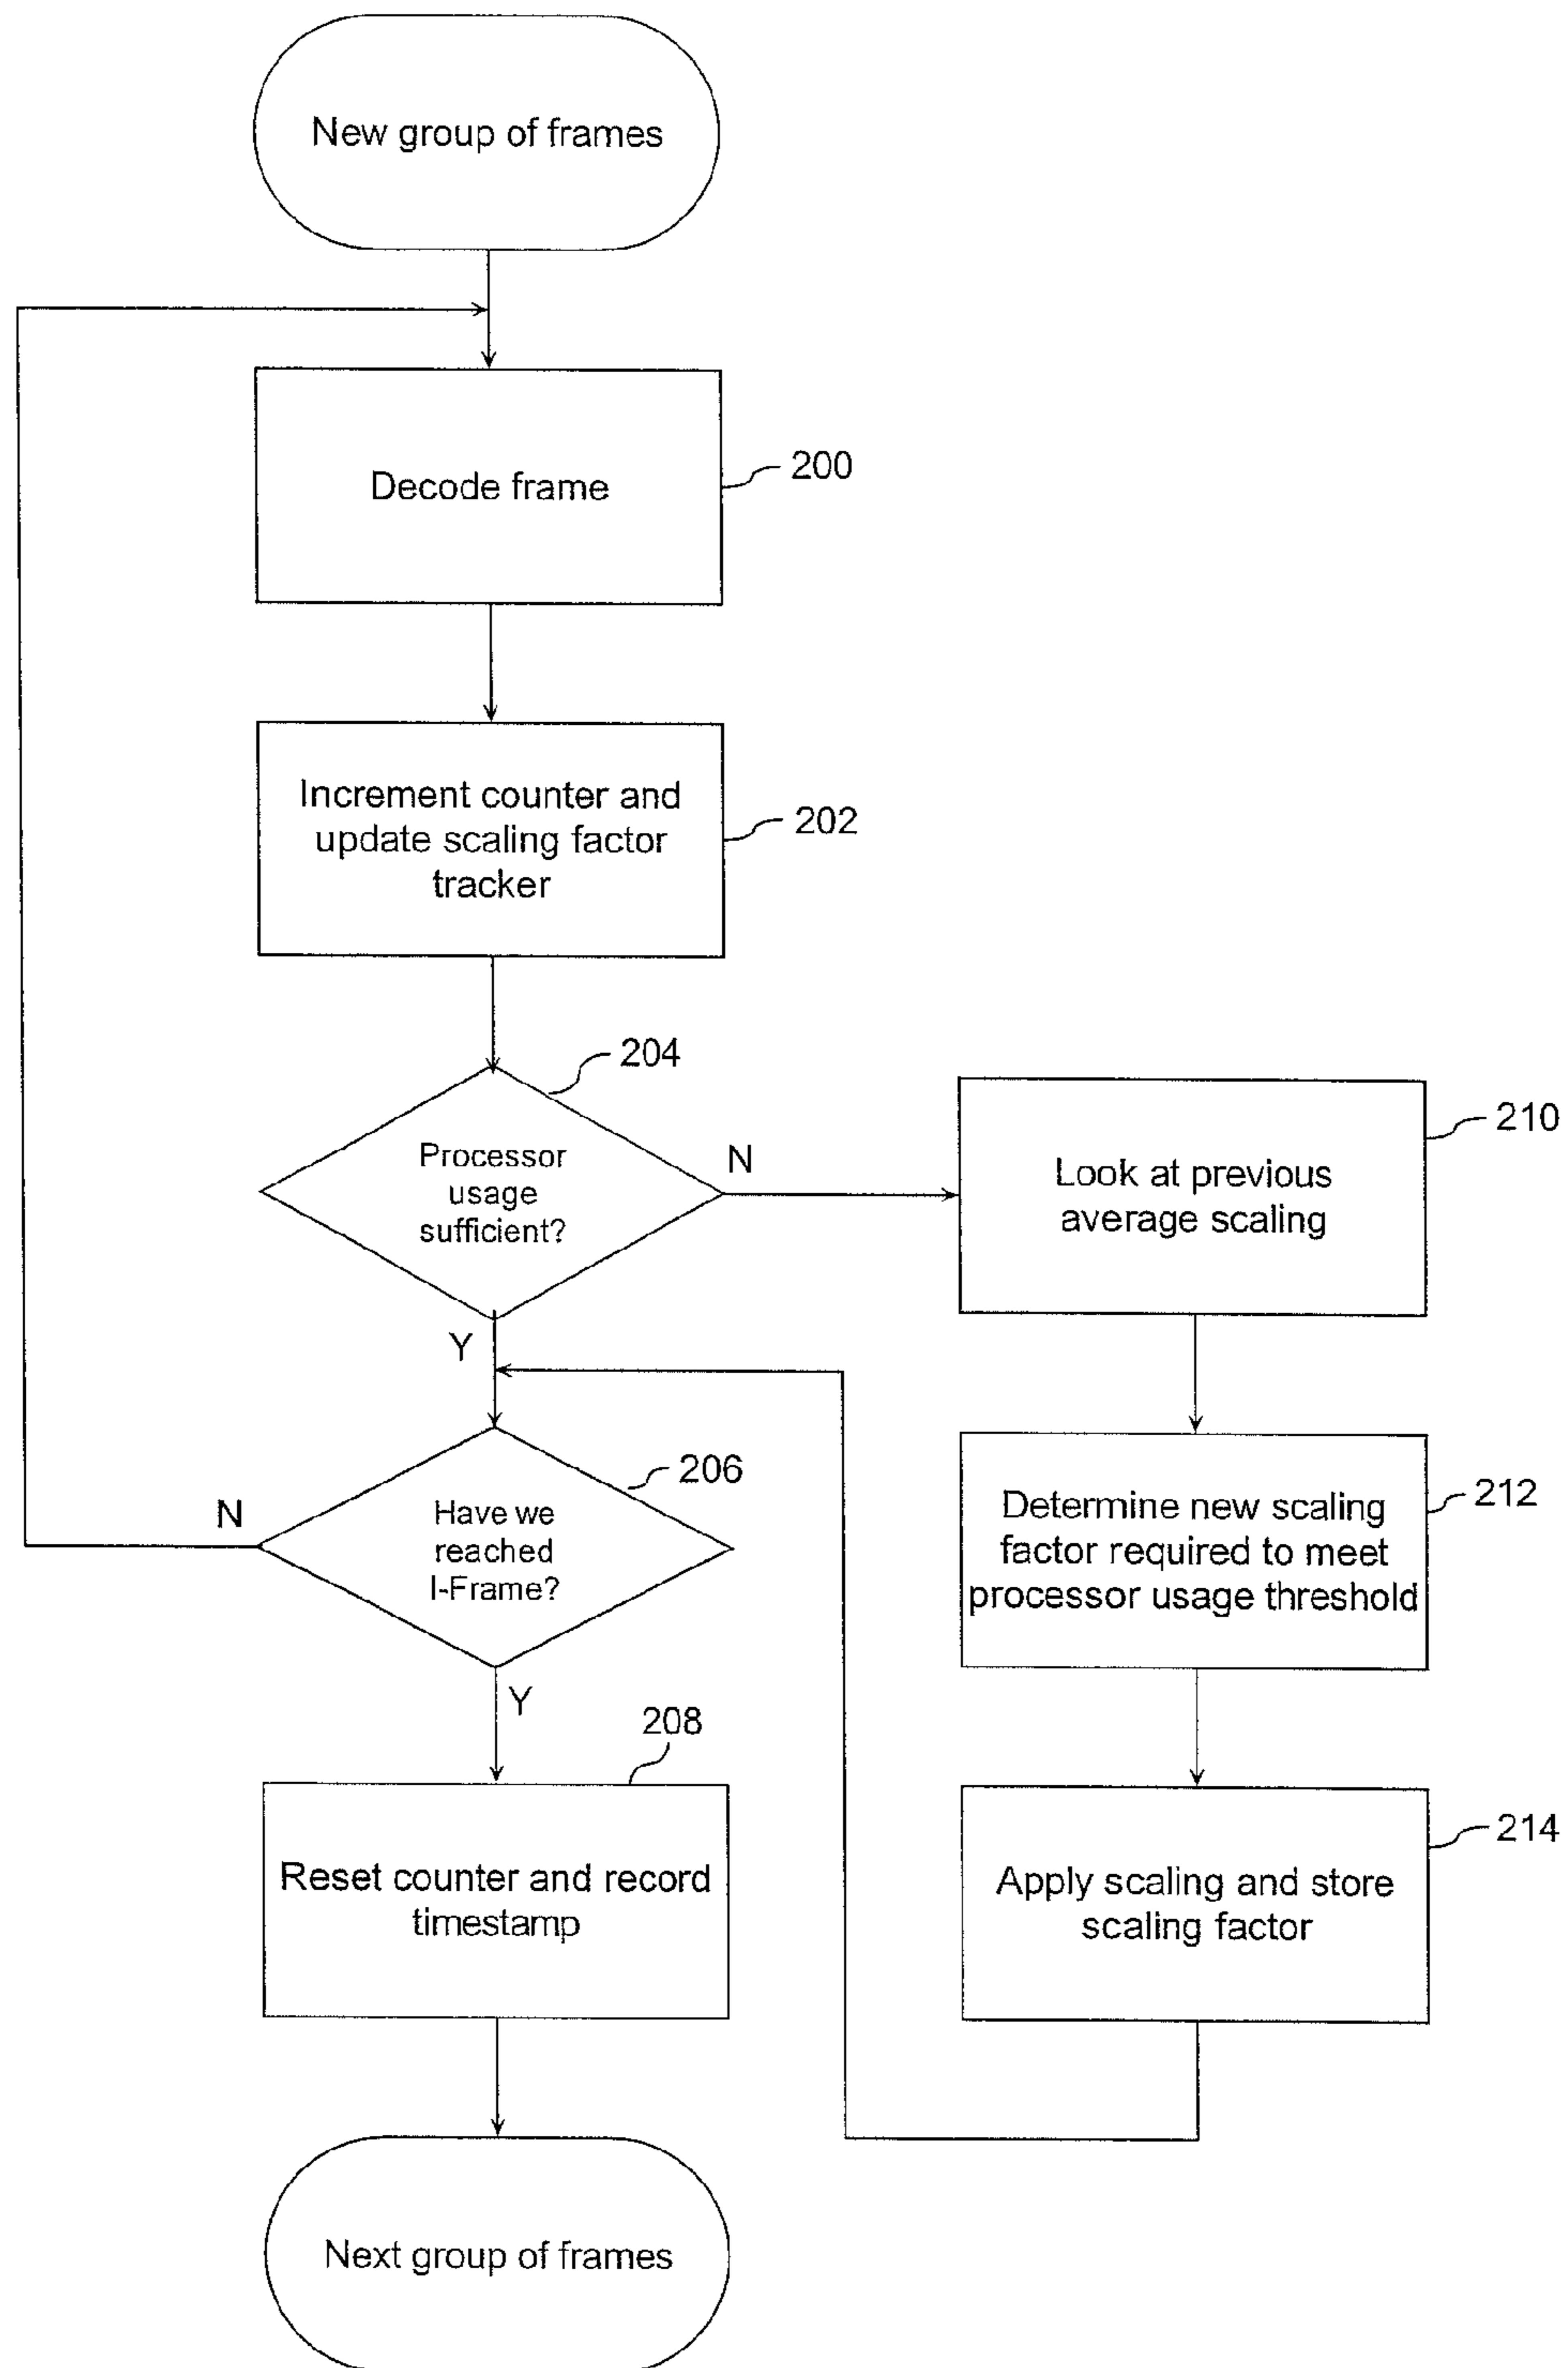 New group of frames
Decode frame
200
Increment counter and
update scaling factor
tracker
202
204
Processor
usage
sufficient?
N
Y
210
Look at previous
average scaling
206
Have we
reached
I-Frame?
N
Y
212
Determine new scaling
factor required to meet
processor usage threshold
208
Reset counter and record
timestamp
214
Apply scaling and store
scaling factor
Next group of frames